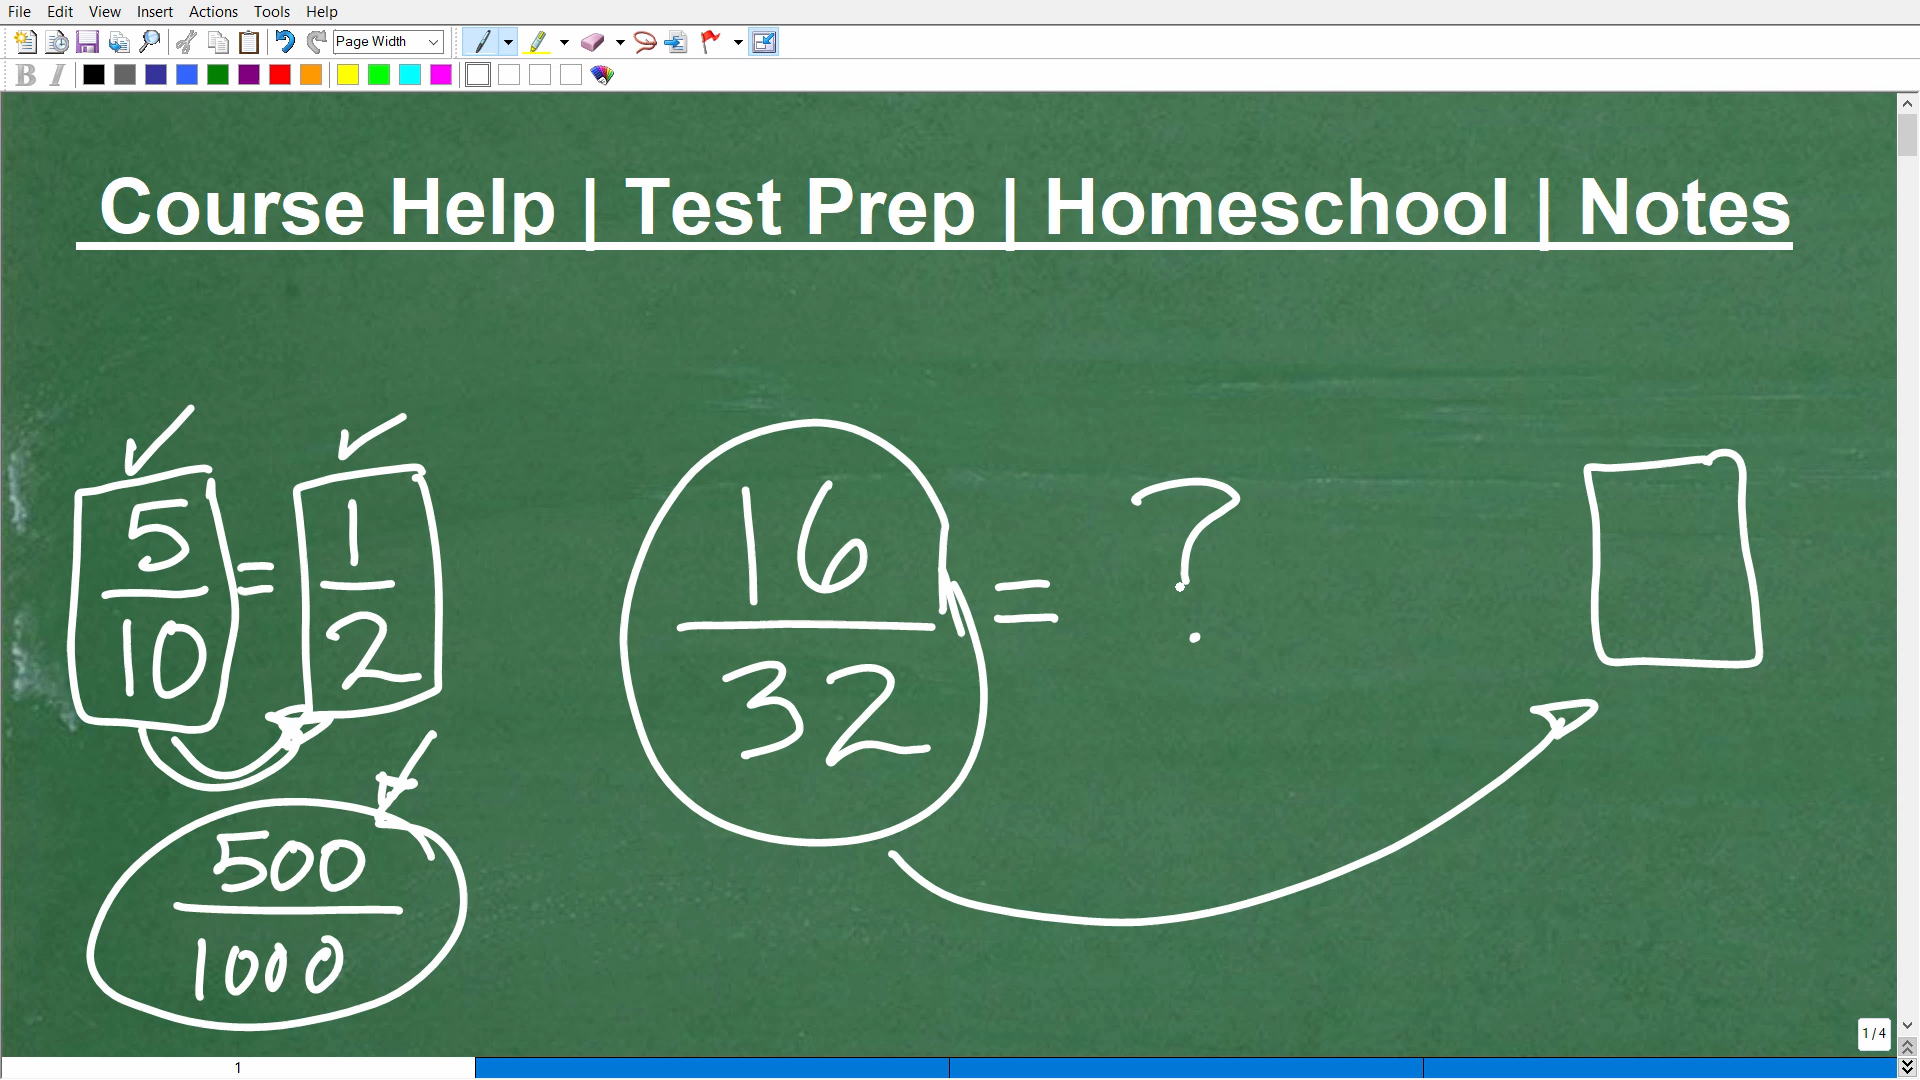 File Edit View Insert Actions Tools Help
Page Width
B I
Course Help | Test Prep | Homeschool | Notes
5/10 = 1/2
16/32 = ?
500/1000
1 / 4
1